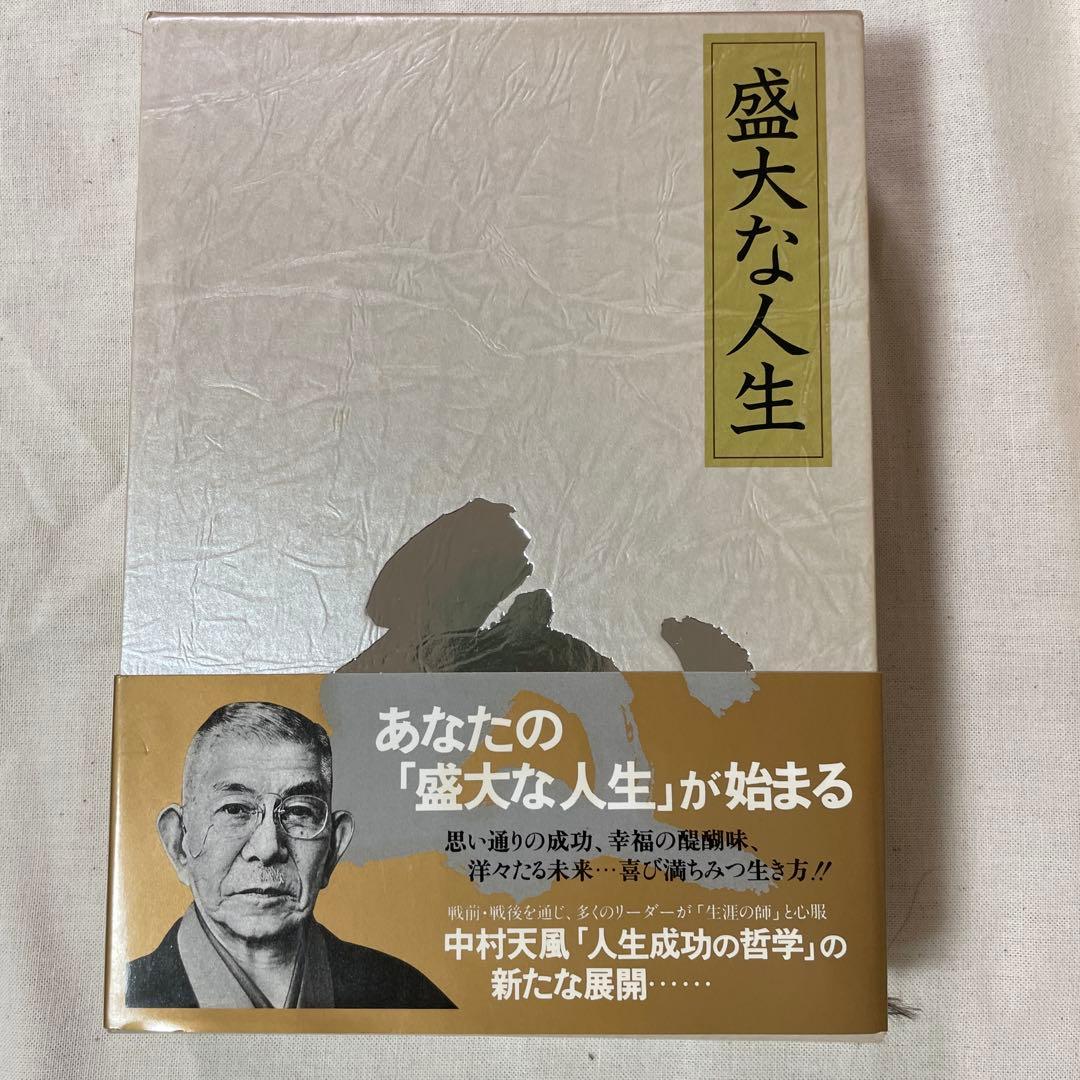 盛大な人生
あなたの
「盛大な人生」が始まる
思い通りの成功、幸福の醍醐味、
洋々たる未来…喜び満ちみつ生き方!!
戦前・戦後を通じ、多くのリーダーが「生涯の師」と心服
中村天風「人生成功の哲学」の
新たな展開……